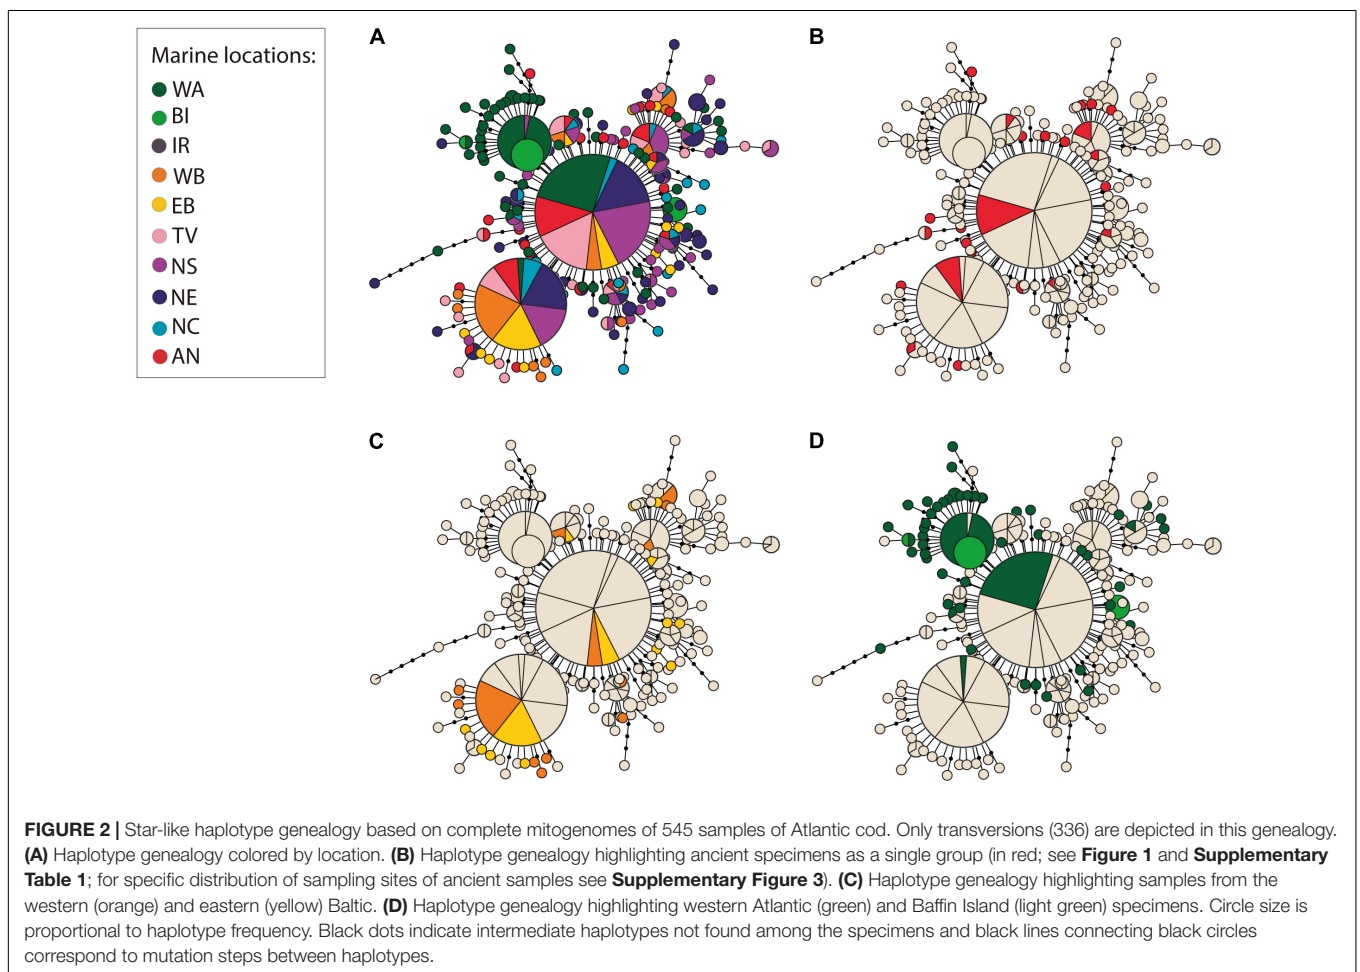 Marine locations:
WA
BI
IR
WB
EB
TV
NS
NE
NC
AN
A
B
C
D
FIGURE 2 | Star-like haplotype genealogy based on complete mitogenomes of 545 samples of Atlantic cod. Only transversions (336) are depicted in this genealogy.
(A) Haplotype genealogy colored by location. (B) Haplotype genealogy highlighting ancient specimens as a single group (in red; see Figure 1 and Supplementary
Table 1; for specific distribution of sampling sites of ancient samples see Supplementary Figure 3). (C) Haplotype genealogy highlighting samples from the
western (orange) and eastern (yellow) Baltic. (D) Haplotype genealogy highlighting western Atlantic (green) and Baffin Island (light green) specimens. Circle size is
proportional to haplotype frequency. Black dots indicate intermediate haplotypes not found among the specimens and black lines connecting black circles
correspond to mutation steps between haplotypes.